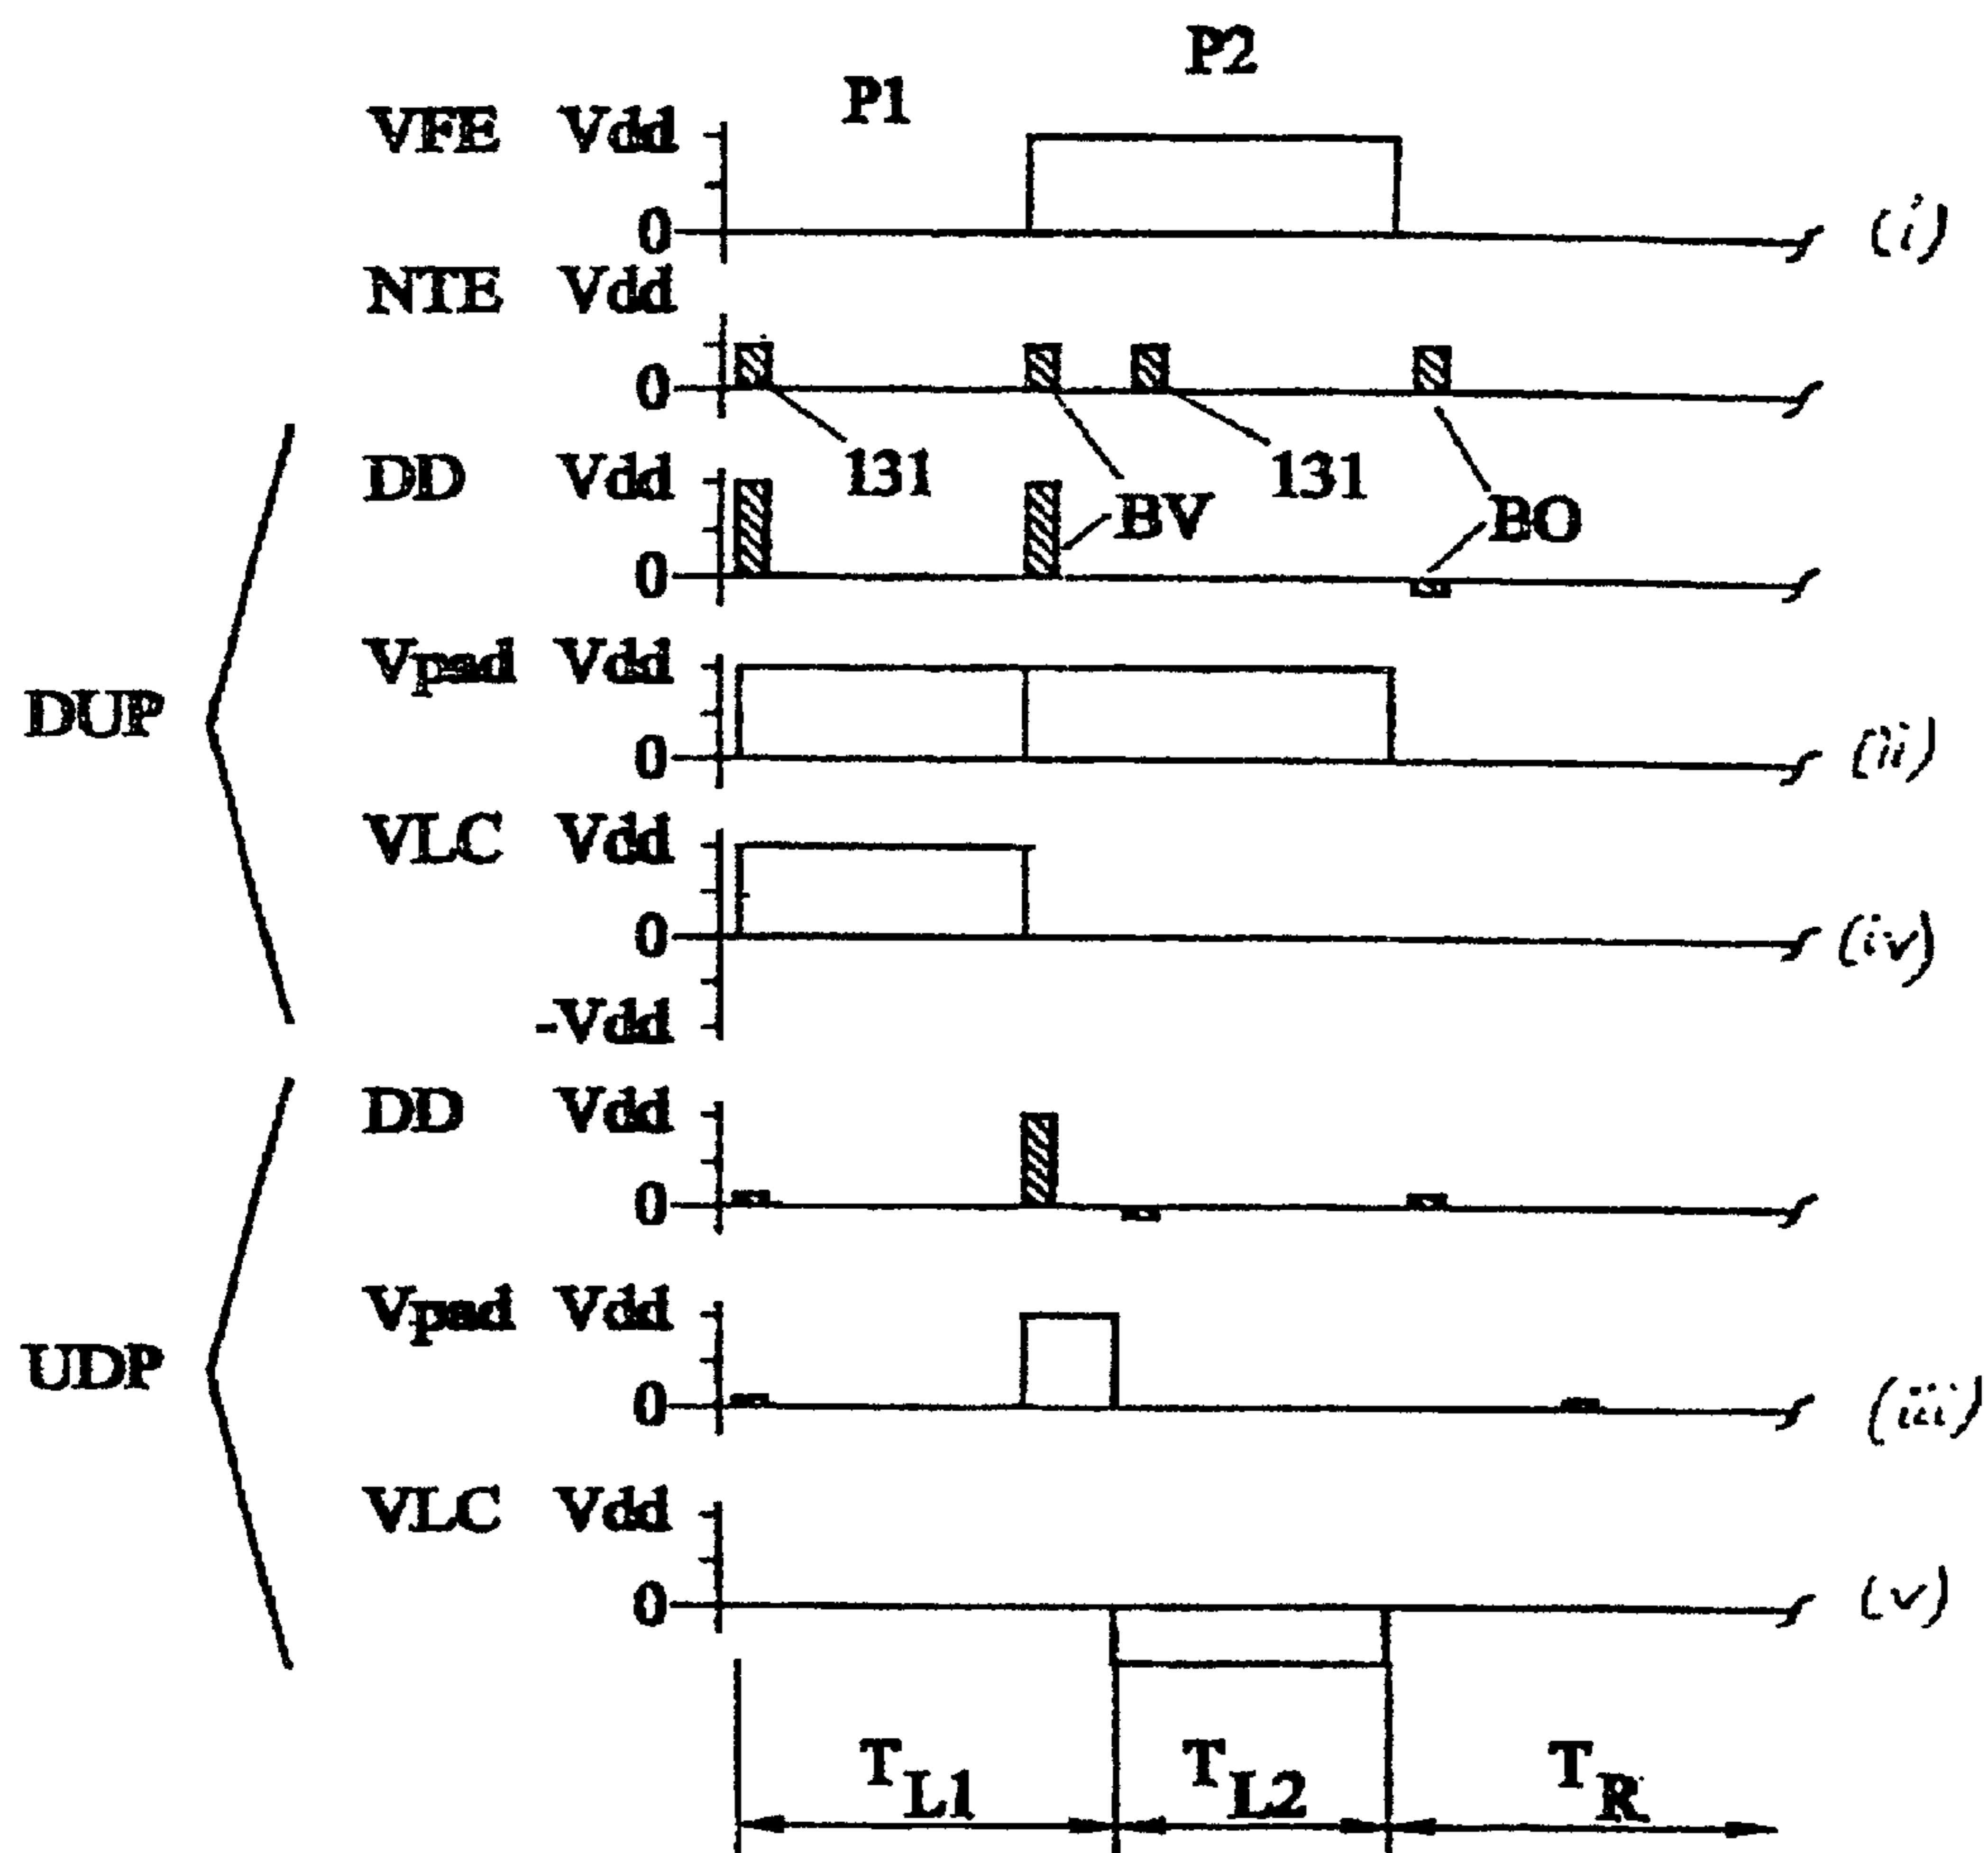 P1
P2
VFE Vdd
0
(i)
NTE Vdd
0
131
BV
131
BO
DUP
DD Vdd
0
Vpad Vdd
0
(ii)
VLC Vdd
0
(iv)
-Vdd
UDP
DD Vdd
0
Vpad Vdd
0
(iii)
VLC Vdd
0
(v)
TL1
TL2
TR